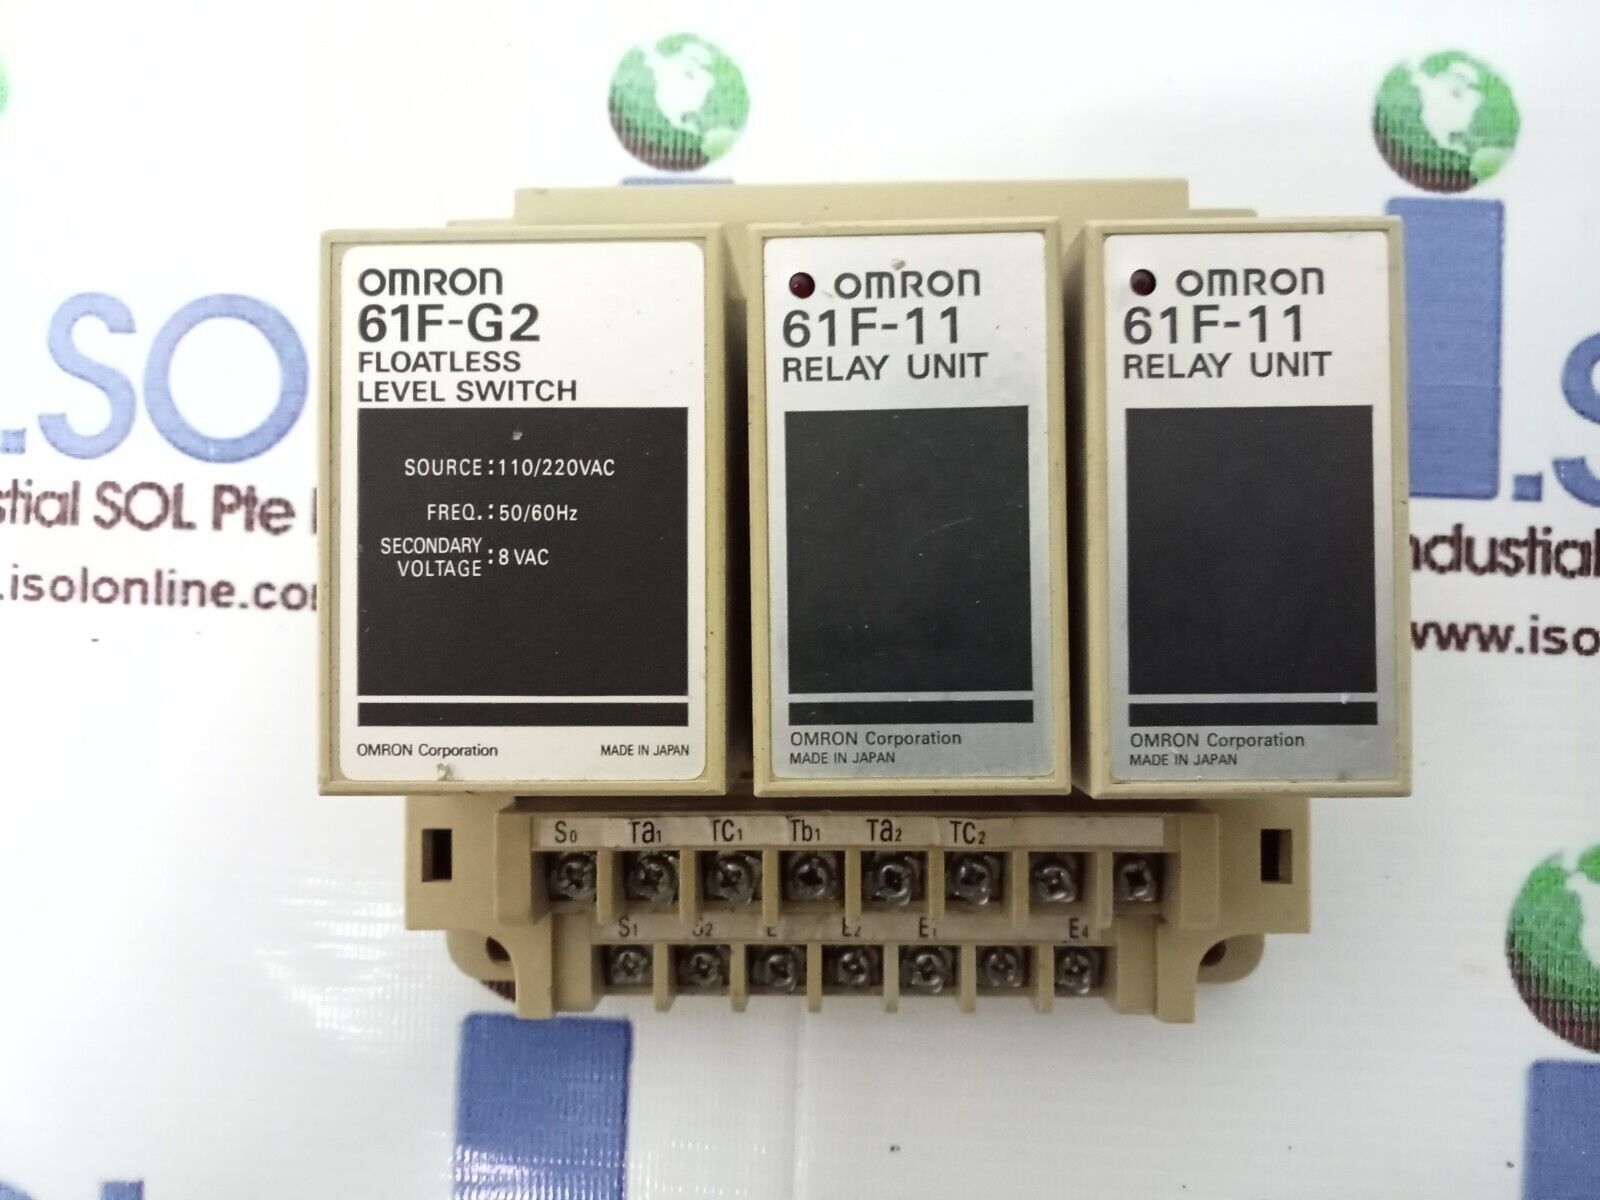 OMRON
61F-G2
FLOATLESS
LEVEL SWITCH
SOURCE : 110/220VAC
FREQ. : 50/60Hz
SECONDARY
VOLTAGE : 8 VAC
OMRON Corporation MADE IN JAPAN
OMRON
61F-11
RELAY UNIT
OMRON Corporation
MADE IN JAPAN
OMRON
61F-11
RELAY UNIT
OMRON Corporation
MADE IN JAPAN
S0 Ta1 TC1 Tb1 Ta2 TC2
S1 S2 E2 E1 E4
.SO
stial SOL Pte
.isolonline.co
i.S
ndustial
www.iso